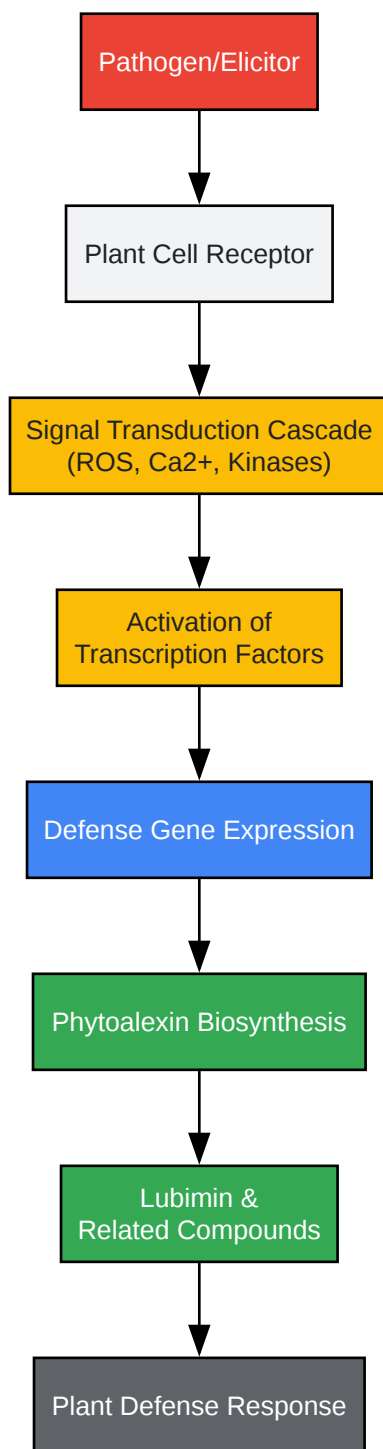 Pathogen/Elicitor
Plant Cell Receptor
Signal Transduction Cascade
(ROS, Ca2+, Kinases)
Activation of
Transcription Factors
Defense Gene Expression
Phytoalexin Biosynthesis
Lubimin &
Related Compounds
Plant Defense Response